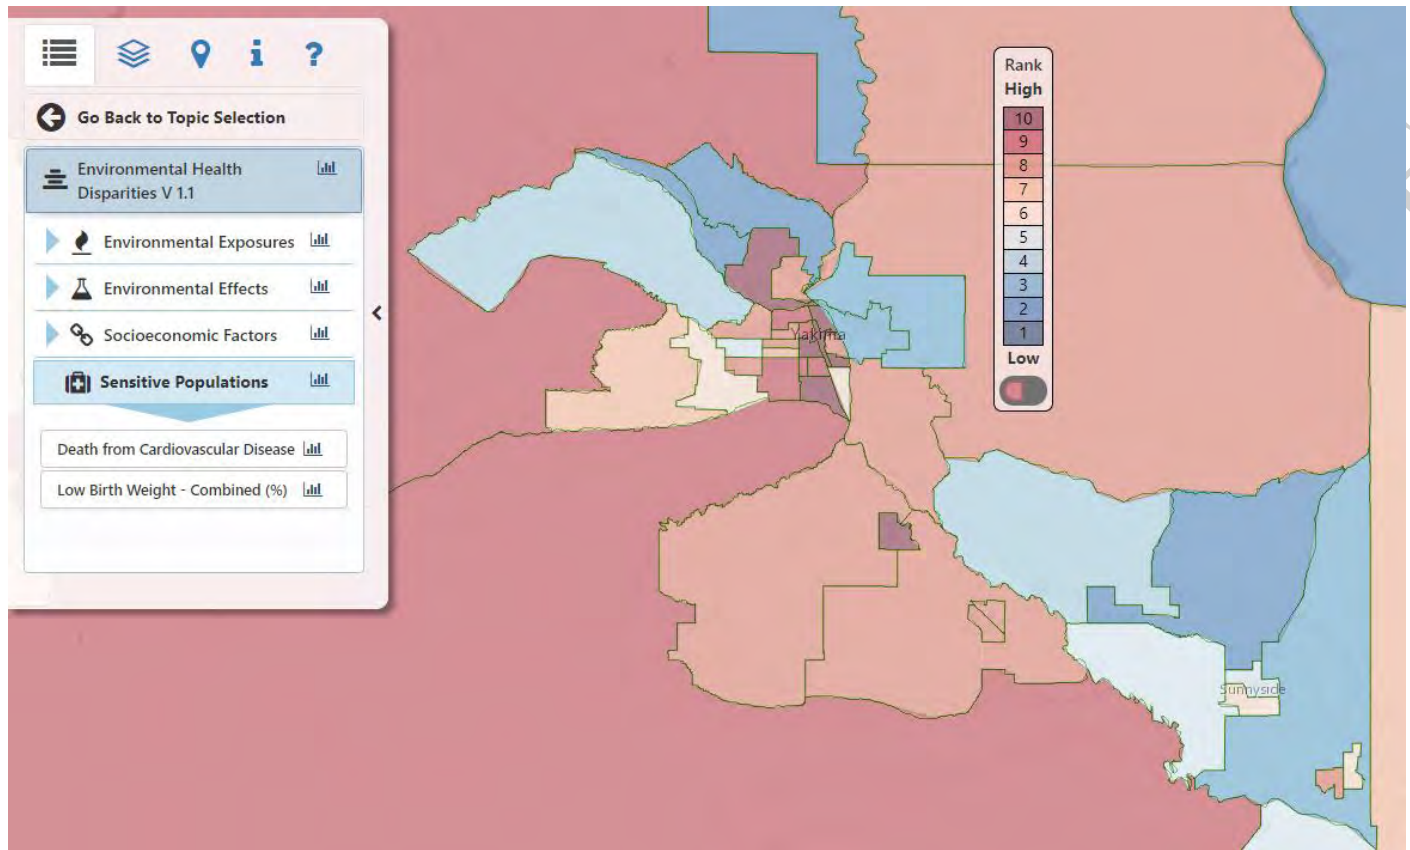 ?
Go Back to Topic Selection
Environmental Health
Disparities V 1.1
Environmental Exposures
Environmental Effects
Socioeconomic Factors
Sensitive Populations
Death from Cardiovascular Disease
Low Birth Weight - Combined (%)
Rank
High
10
9
8
7
6
5
4
3
2
1
Low
Yakima
Sunnyside